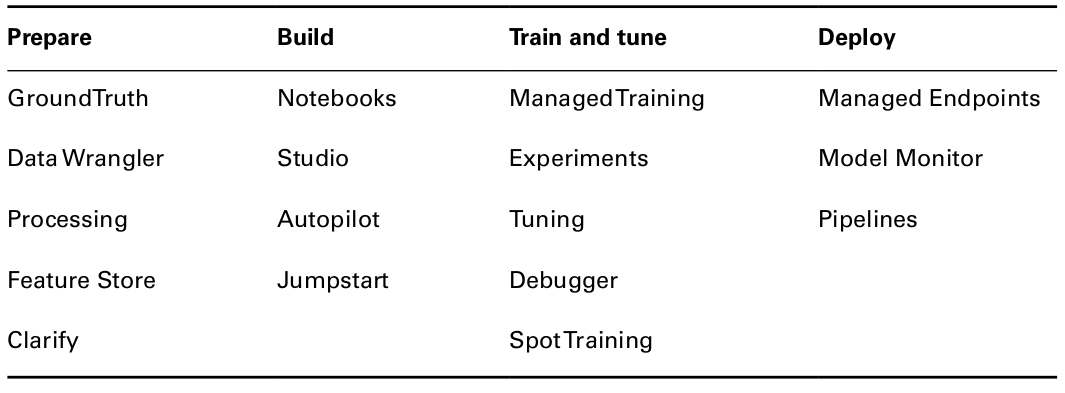 Prepare Build Train and tune Deploy
GroundTruth Notebooks ManagedTraining Managed Endpoints
Data Wrangler Studio Experiments Model Monitor
Processing Autopilot Tuning Pipelines
Feature Store Jumpstart Debugger
Clarify SpotTraining